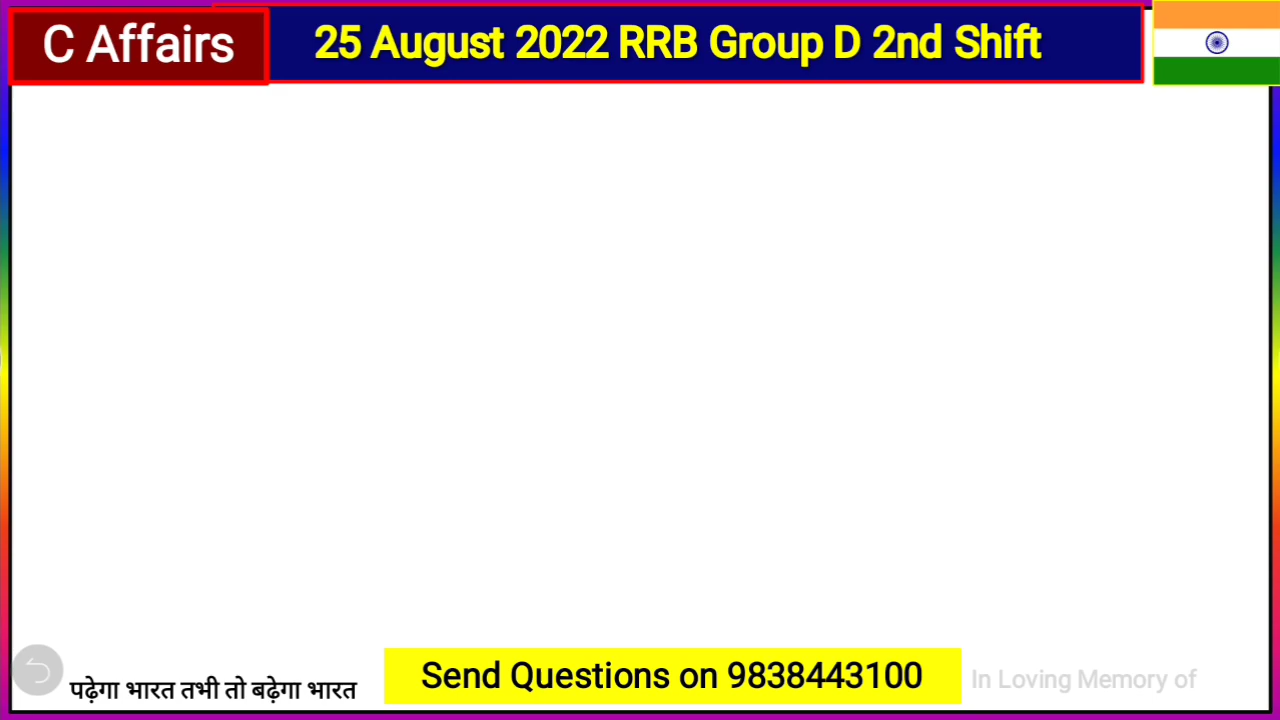 C Affairs
25 August 2022 RRB Group D 2nd Shift
पढ़ेगा भारत तभी तो बढ़ेगा भारत
Send Questions on 9838443100
In Loving Memory of